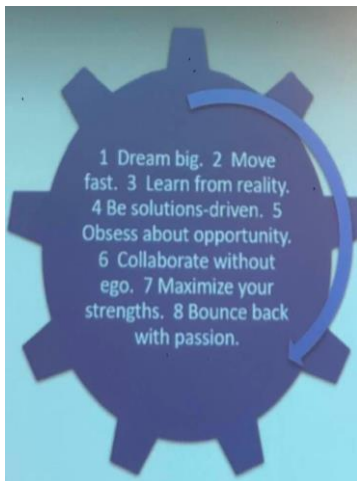 1 Dream big. 2 Move
fast. 3 Learn from reality.
4 Be solutions-driven. 5
Obsess about opportunity.
6 Collaborate without
ego. 7 Maximize your
strengths. 8 Bounce back
with passion.